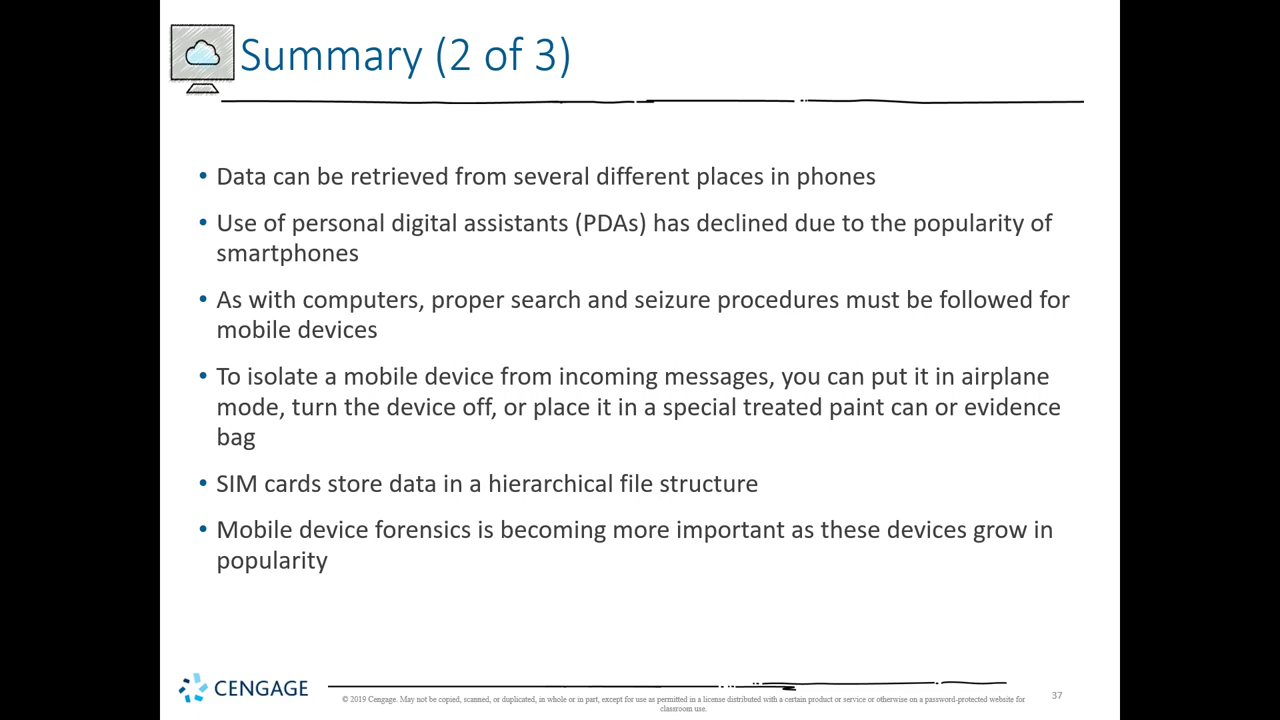 Summary (2 of 3)
• Data can be retrieved from several different places in phones
• Use of personal digital assistants (PDAs) has declined due to the popularity of
smartphones
• As with computers, proper search and seizure procedures must be followed for
mobile devices
• To isolate a mobile device from incoming messages, you can put it in airplane
mode, turn the device off, or place it in a special treated paint can or evidence
bag
• SIM cards store data in a hierarchical file structure
• Mobile device forensics is becoming more important as these devices grow in
popularity
CENGAGE
© 2019 Cengage. May not be copied, scanned, or duplicated, in whole or in part, except for use as permitted in a license distributed with a certain product or service or otherwise on a password-protected website for
classroom use.
37